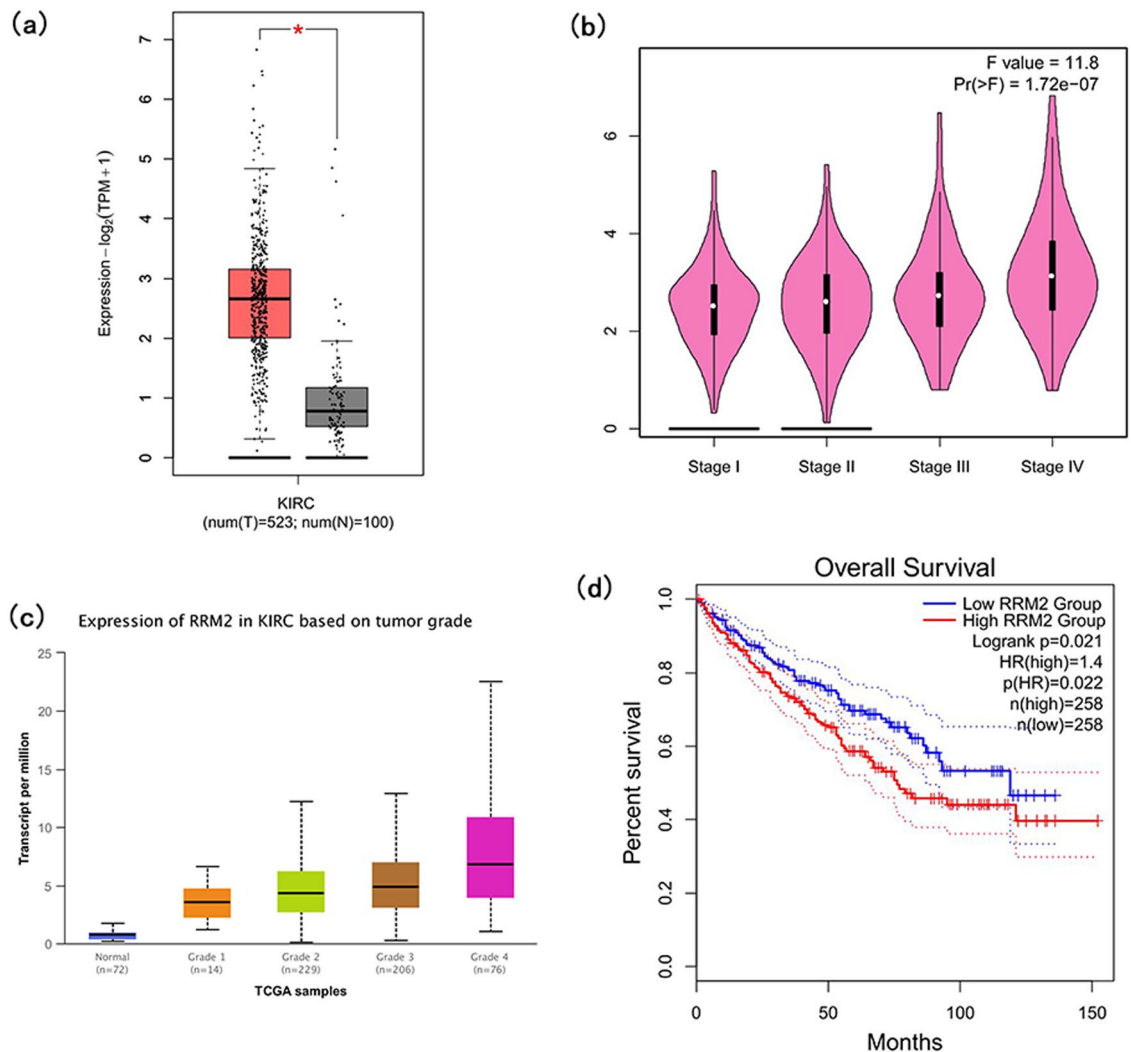 (a)
*
7
6
5
4
3
2
1
0
Expression – log2(TPM + 1)
KIRC
(num(T)=523; num(N)=100)
(b)
F value = 11.8
Pr(>F) = 1.72e−07
6
4
2
0
Stage I Stage II Stage III Stage IV
(c)
Expression of RRM2 in KIRC based on tumor grade
25
20
15
10
5
0
Transcript per million
Normal Grade 1 Grade 2 Grade 3 Grade 4
(n=72) (n=14) (n=229) (n=206) (n=76)
TCGA samples
(d)
Overall Survival
Low RRM2 Group
High RRM2 Group
Logrank p=0.021
HR(high)=1.4
p(HR)=0.022
n(high)=258
n(low)=258
1.0
0.8
0.6
0.4
0.2
0.0
Percent survival
0 50 100 150
Months